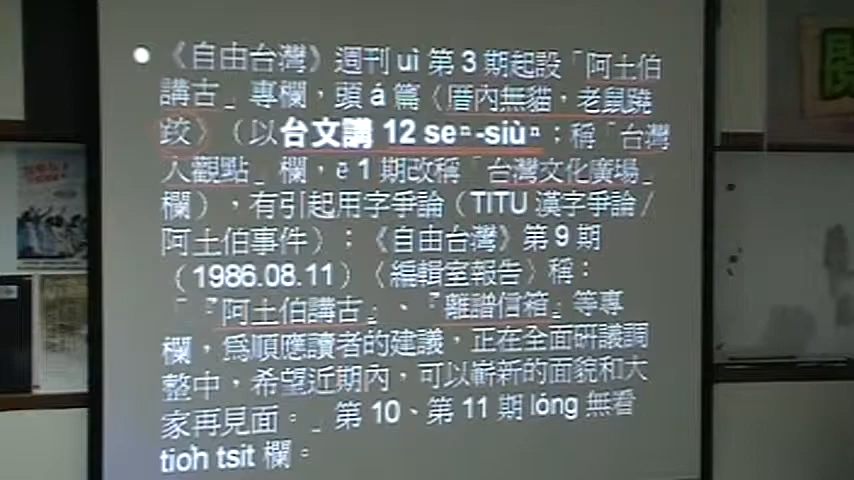 《自由台灣》週刊 uì 第 3 期起設「阿土伯
講古」專欄，頭 á 篇〈厝內無貓，老鼠蹺
跤〉（以台文講 12 seⁿ-siùⁿ；稱「台灣
人觀點」欄，ē 1 期改稱「台灣文化廣場」
欄），有引起用字爭論（TITU 漢字爭論/
阿土伯事件）：《自由台灣》第 9 期
（1986.08.11）〈編輯室報告〉稱：
「『阿土伯講古』、『離譜信箱』等專
欄，為順應讀者的建議，正在全面研議調
整中，希望近期內，可以嶄新的面貌和大
家再見面。」第 10、第 11 期 lóng 無看
tioh tsit 欄。